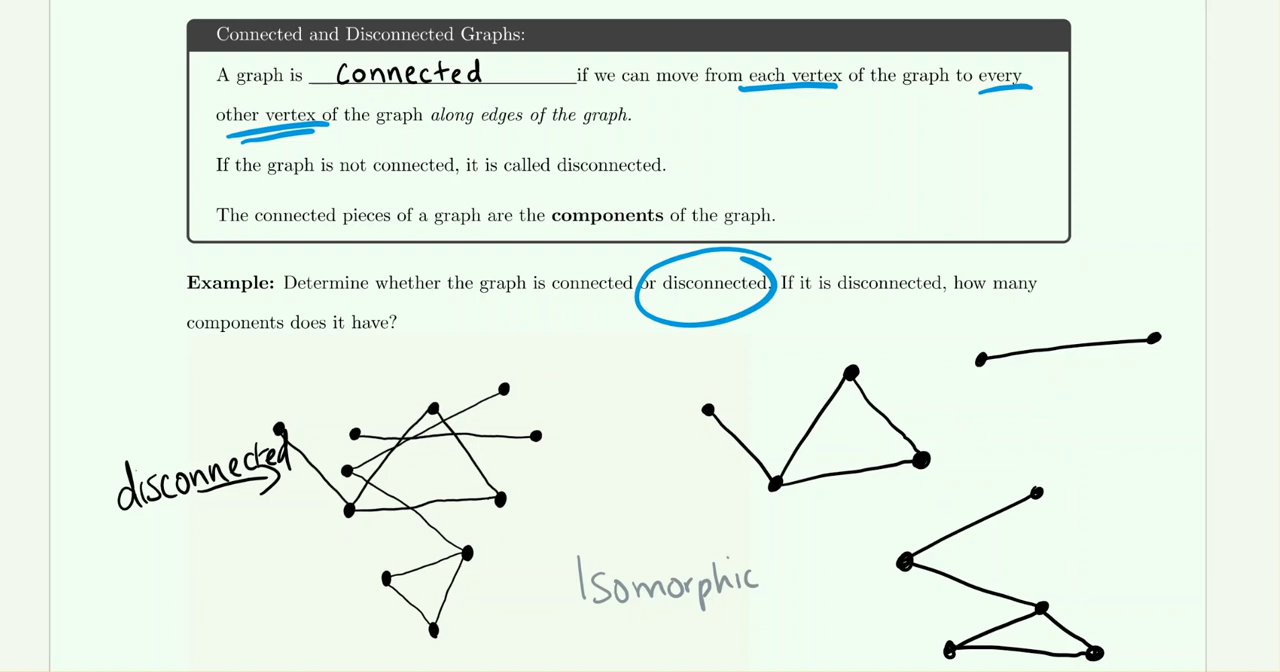 Connected and Disconnected Graphs:
A graph is connected if we can move from each vertex of the graph to every
other vertex of the graph along edges of the graph.
If the graph is not connected, it is called disconnected.
The connected pieces of a graph are the components of the graph.
Example: Determine whether the graph is connected or disconnected. If it is disconnected, how many
components does it have?
disconnected
Isomorphic